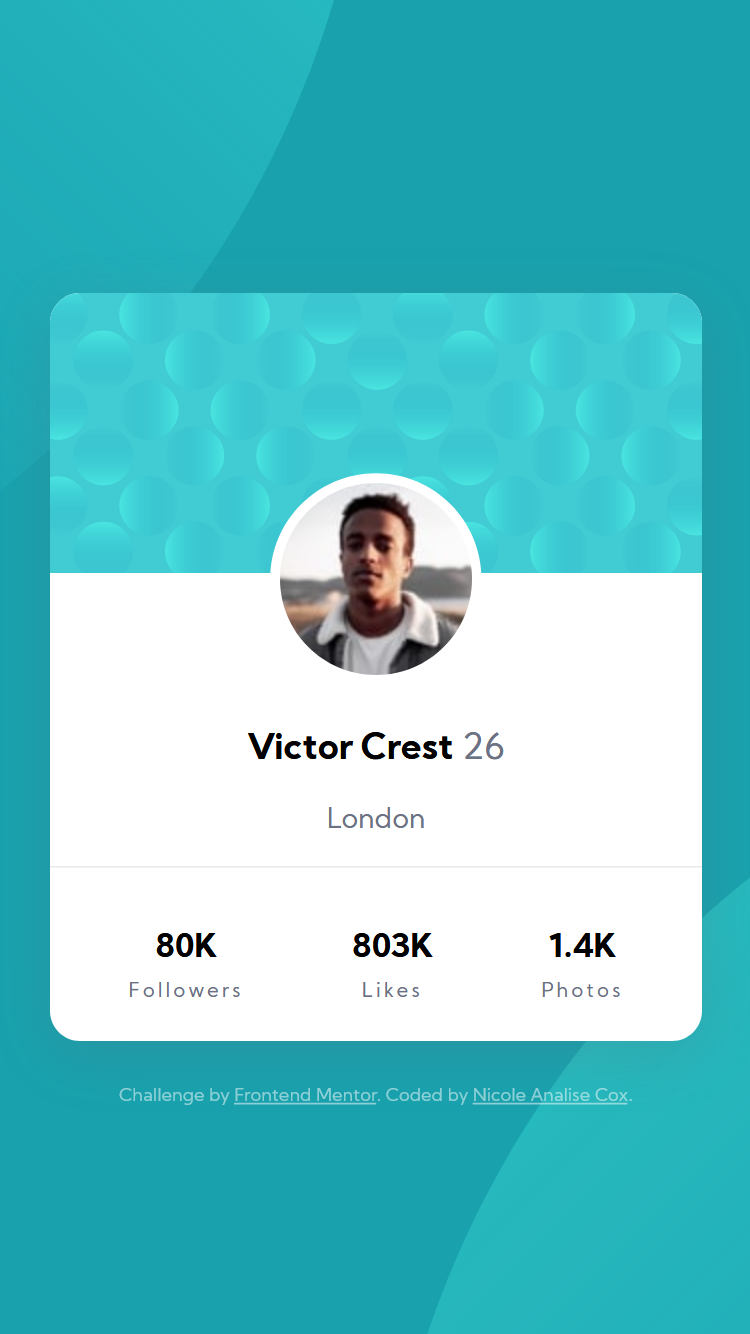 Victor Crest 26
London
80K 803K 1.4K
Followers Likes Photos
Challenge by Frontend Mentor. Coded by Nicole Analise Cox.